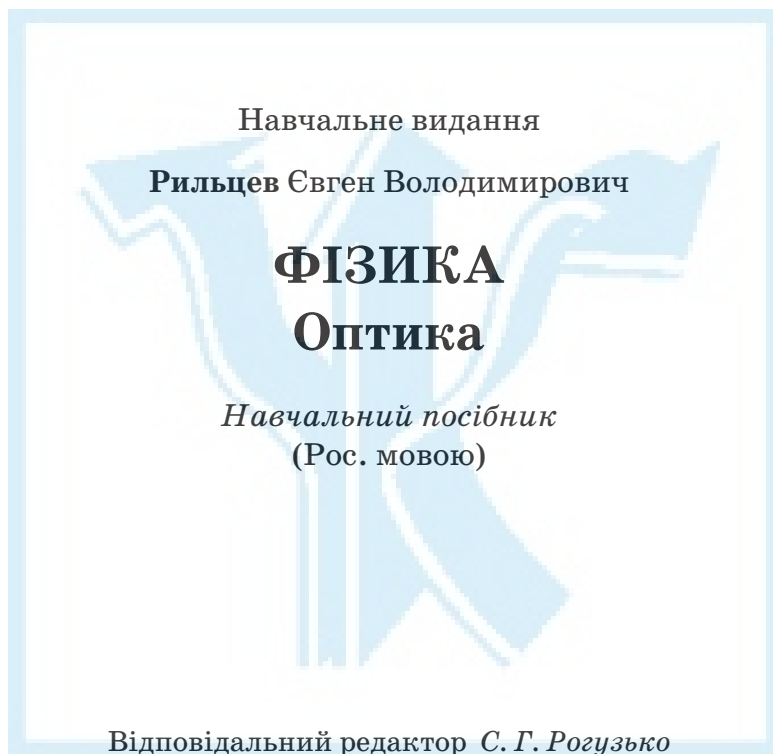 Навчальне видання
Рильцев Євген Володимирович
ФІЗИКА
Оптика
Навчальний посібник
(Рос. мовою)
Відповідальний редактор С. Г. Рогузько